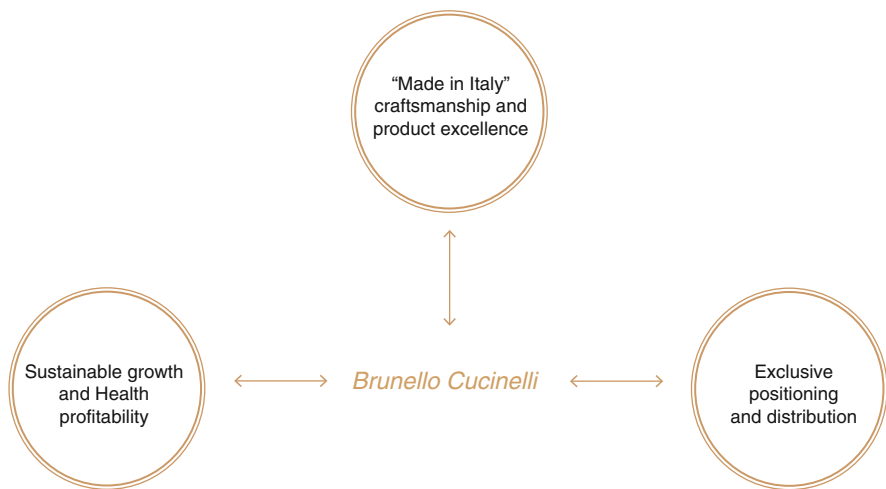 “Made in Italy”
craftsmanship and
product excellence
Sustainable growth
and Health
profitability
Brunello Cucinelli
Exclusive
positioning
and distribution